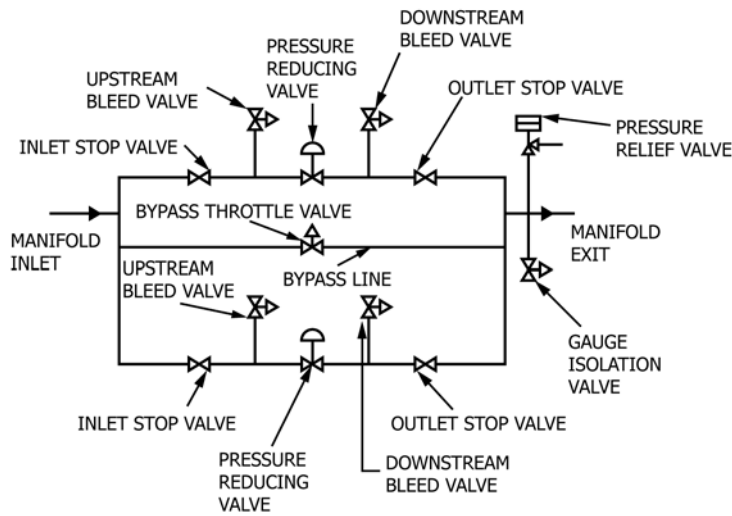 DOWNSTREAM
BLEED VALVE
PRESSURE
REDUCING
VALVE
UPSTREAM
BLEED VALVE
OUTLET STOP VALVE
PRESSURE
RELIEF VALVE
INLET STOP VALVE
BYPASS THROTTLE VALVE
MANIFOLD
INLET
MANIFOLD
EXIT
UPSTREAM
BLEED VALVE
BYPASS LINE
GAUGE
ISOLATION
VALVE
INLET STOP VALVE
OUTLET STOP VALVE
PRESSURE
REDUCING
VALVE
DOWNSTREAM
BLEED VALVE